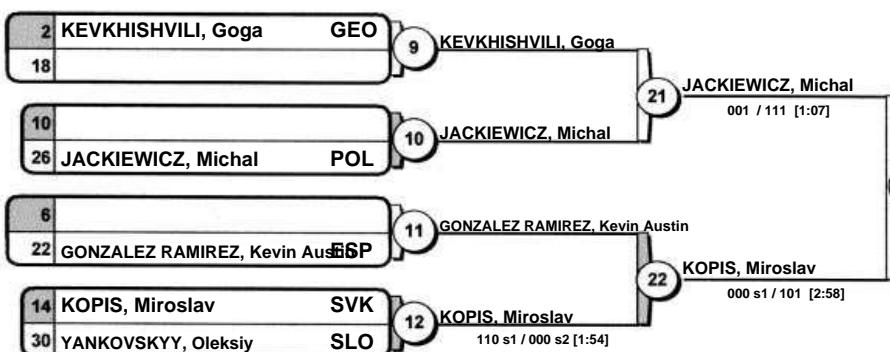 2 KEVKHISHVILI, Goga GEO
18
9
KEVKHISHVILI, Goga
10
26 JACKIEWICZ, Michal POL
10
JACKIEWICZ, Michal
21
JACKIEWICZ, Michal
001 / 111 [1:07]
6
22 GONZALEZ RAMIREZ, Kevin Austin ESP
11
GONZALEZ RAMIREZ, Kevin Austin
14 KOPIS, Miroslav SVK
30 YANKOVSKYY, Oleksiy SLO
12
KOPIS, Miroslav
110 s1 / 000 s2 [1:54]
22
KOPIS, Miroslav
000 s1 / 101 [2:58]